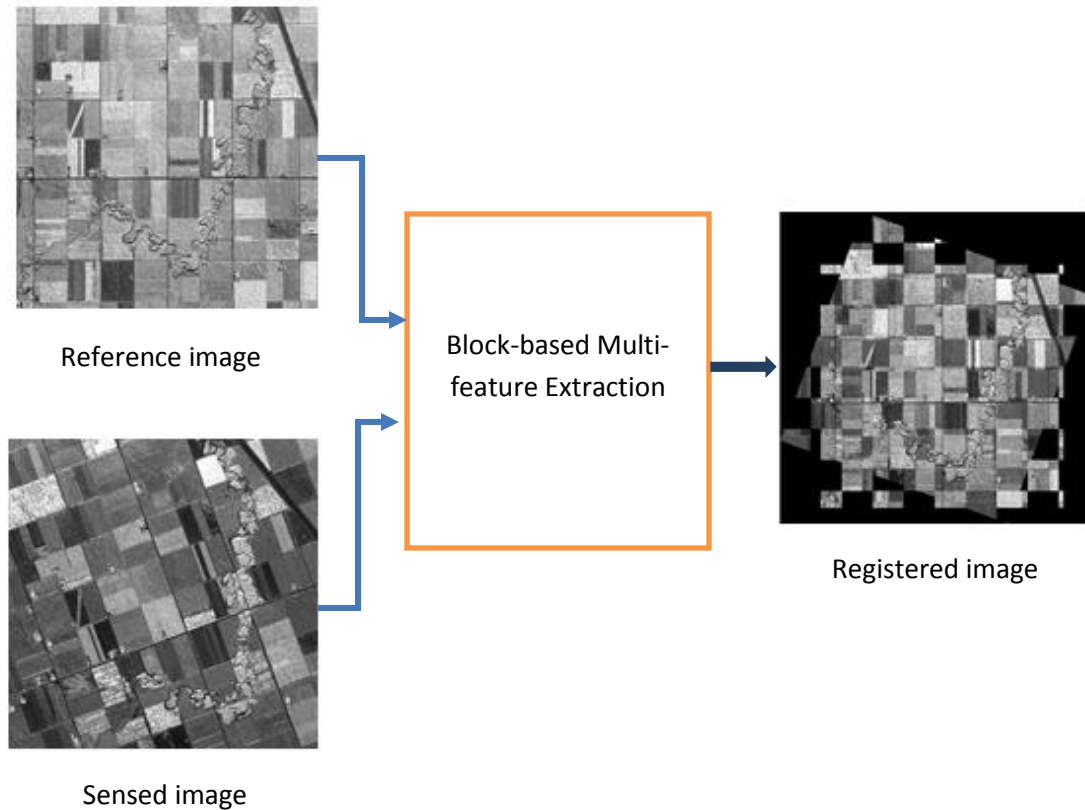 Reference image
Block-based Multi-
feature Extraction
Registered image
Sensed image